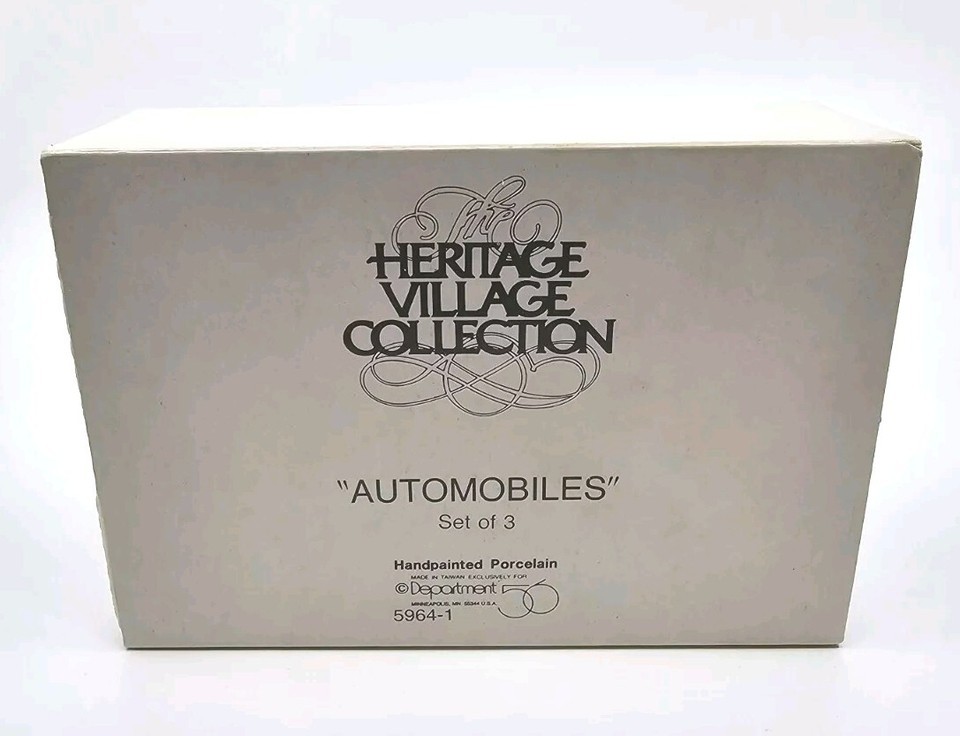 The
HERITAGE
VILLAGE
COLLECTION
"AUTOMOBILES"
Set of 3
Handpainted Porcelain
MADE IN TAIWAN EXCLUSIVELY FOR
© Department 56
MINNEAPOLIS, MN 55344 U.S.A.
5964-1